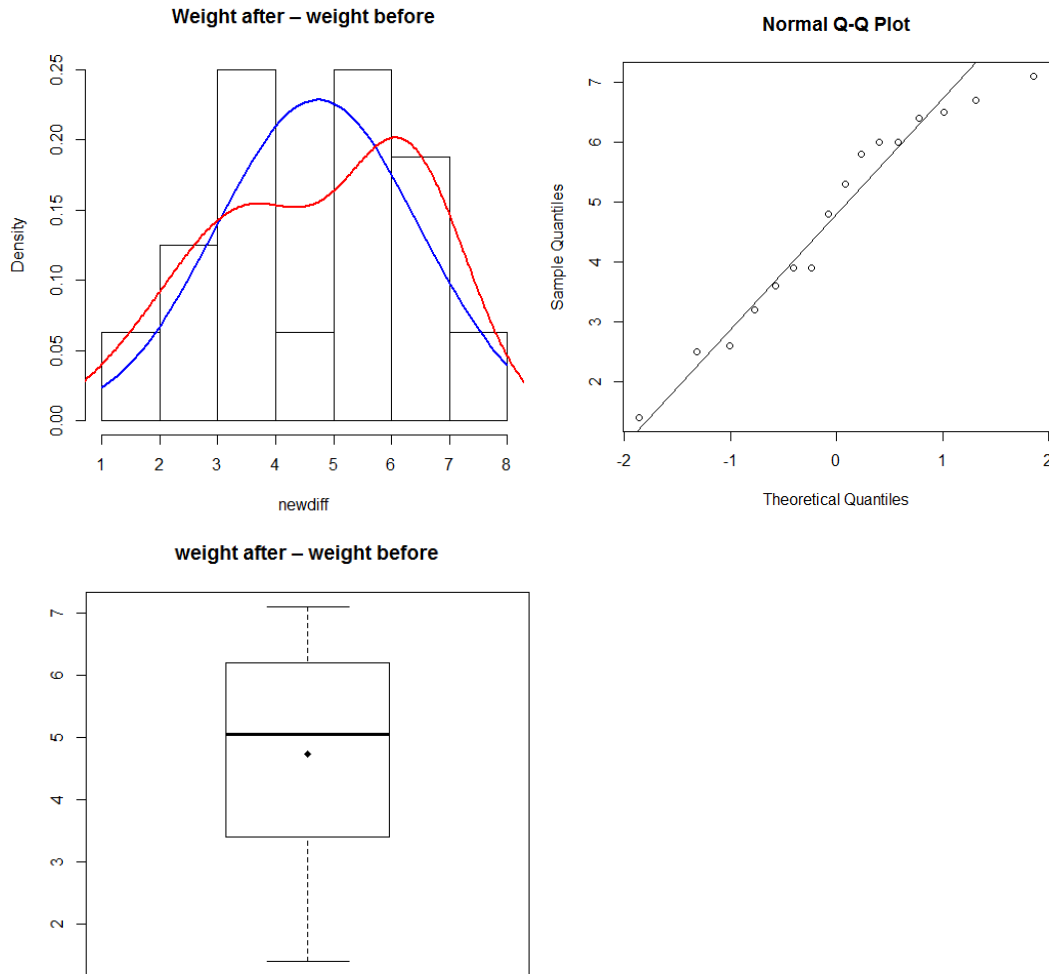 Weight after – weight before
Density
0.00 0.05 0.10 0.15 0.20 0.25
1 2 3 4 5 6 7 8
newdiff
Normal Q-Q Plot
Sample Quantiles
2 3 4 5 6 7
-2 -1 0 1 2
Theoretical Quantiles
weight after – weight before
2 3 4 5 6 7